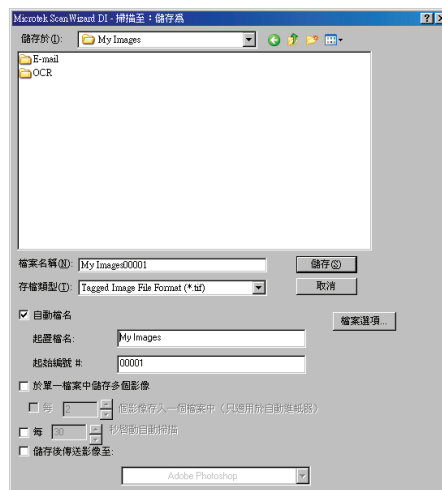 Microtek ScanWizard DI - 掃描至：儲存為
儲存於(I): My Images
E-mail
OCR
檔案名稱(N): My Images00001 儲存(S)
存檔類型(T): Tagged Image File Format (*.tif) 取消
自動檔名 檔案選項...
起置檔名: My Images
起始編號 #: 00001
於單一檔案中儲存多個影像
每 2 個影像存入一個檔案中（只適用於自動進紙器）
每 30 秒啓動自動掃描
儲存後傳送影像至:
Adobe Photoshop